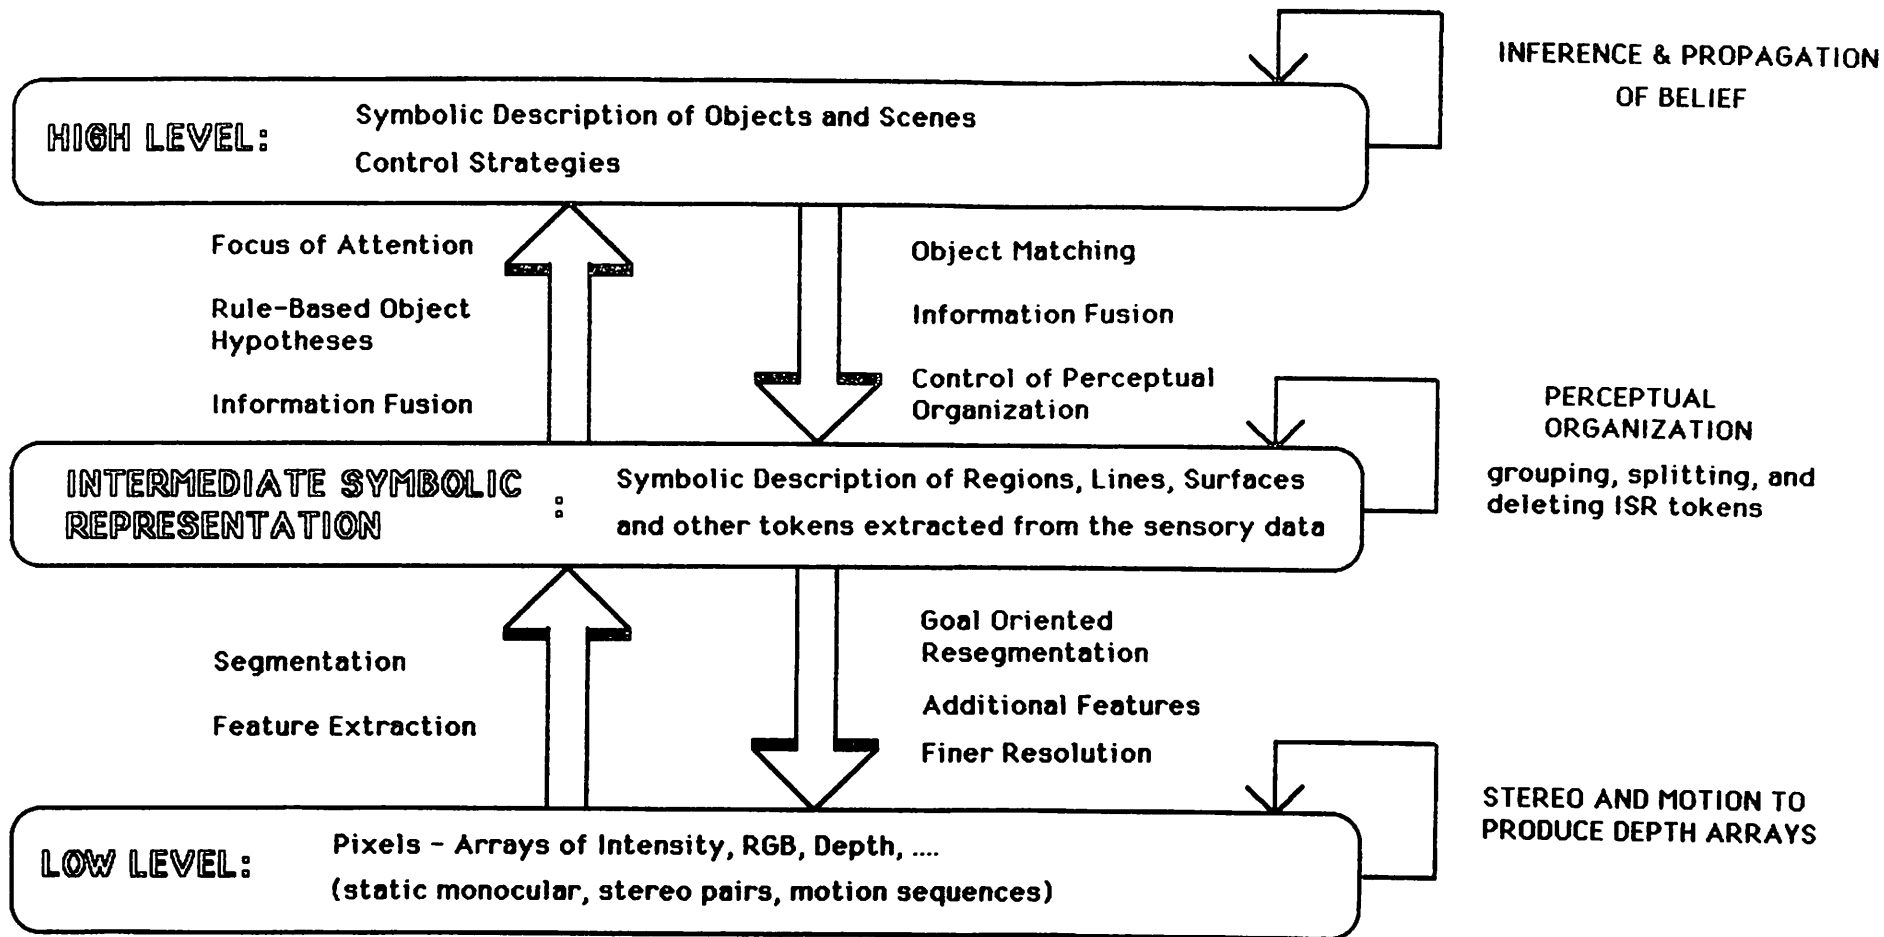 INFERENCE & PROPAGATION
OF BELIEF
HIGH LEVEL:
Symbolic Description of Objects and Scenes
Control Strategies
Focus of Attention
Rule-Based Object
Hypotheses
Information Fusion
Object Matching
Information Fusion
Control of Perceptual
Organization
PERCEPTUAL
ORGANIZATION
grouping, splitting, and
deleting ISR tokens
INTERMEDIATE SYMBOLIC
REPRESENTATION :
Symbolic Description of Regions, Lines, Surfaces
and other tokens extracted from the sensory data
Segmentation
Feature Extraction
Goal Oriented
Resegmentation
Additional Features
Finer Resolution
STEREO AND MOTION TO
PRODUCE DEPTH ARRAYS
LOW LEVEL:
Pixels - Arrays of Intensity, RGB, Depth, ....
(static monocular, stereo pairs, motion sequences)